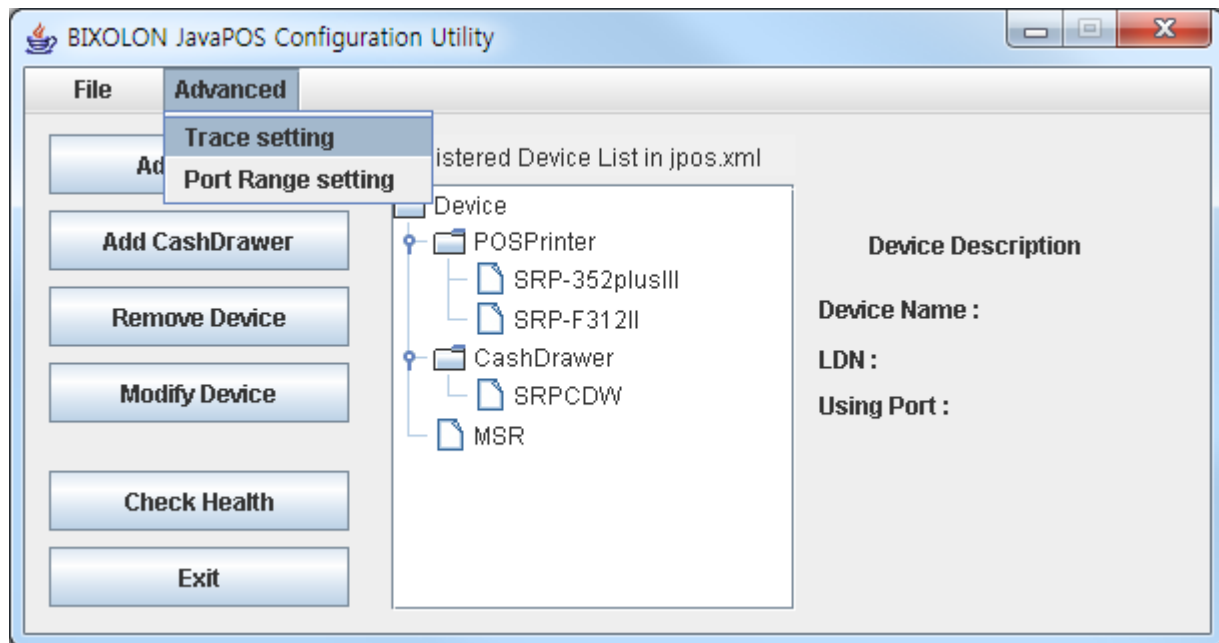 BIXOLON JavaPOS Configuration Utility
File
Advanced
Trace setting
Port Range setting
Ad
istered Device List in jpos.xml
Add CashDrawer
Remove Device
Modify Device
Check Health
Exit
Device
POSPrinter
SRP-352plusIII
SRP-F312II
CashDrawer
SRPCDW
MSR
Device Description
Device Name :
LDN :
Using Port :